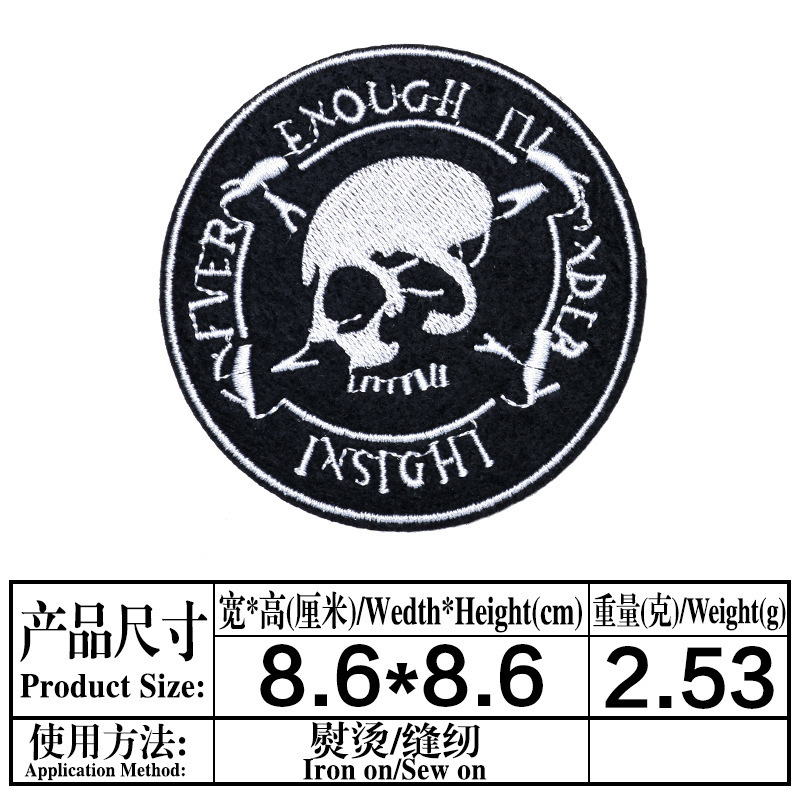 ENOUGH IN
NEVER
UNDER
INSIGHT
产品尺寸
Product Size:
宽*高(厘米)/Wedth*Height(cm)
重量(克)/Weight(g)
8.6*8.6
2.53
使用方法:
Application Method:
熨烫/缝纫
Iron on/Sew on